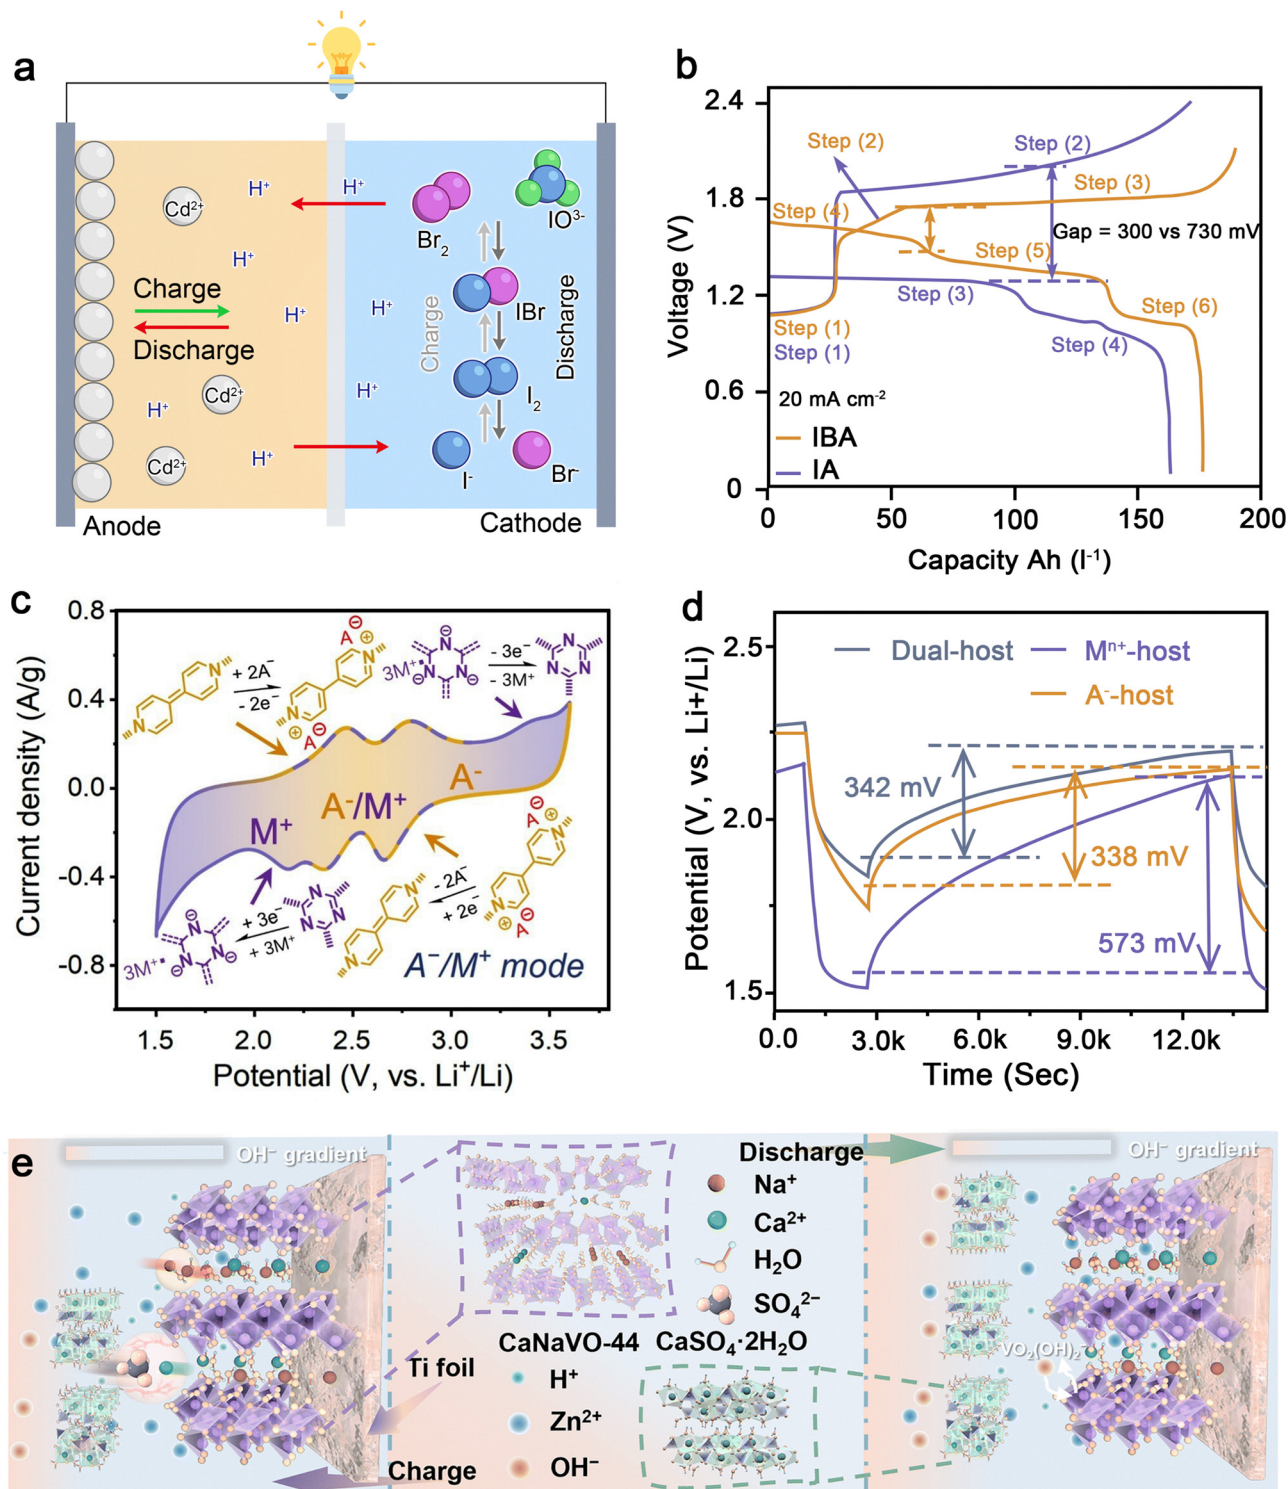 a
H⁺
H⁺
Cd²⁺
Br₂
IO³⁻
H⁺
Charge
H⁺
H⁺
IBr
Discharge
Charge
Discharge
Cd²⁺
H⁺
H⁺
I₂
Cd²⁺
H⁺
I⁻
Br⁻
Anode
Cathode
b
2.4
1.8
1.2
0.6
0
Voltage (V)
Step (2)
Step (2)
Step (3)
Step (4)
Gap = 300 vs 730 mV
Step (5)
Step (3)
Step (6)
Step (1)
Step (1)
Step (4)
20 mA cm⁻²
IBA
IA
0 50 100 150 200
Capacity Ah (l⁻¹)
c
0.8
0.4
0.0
-0.4
-0.8
Current density (A/g)
N
N
+ 2A⁻
- 2e⁻
A⊖
N
⊕
N
⊕
A⊖
3M⁺•
N
N
N
⊖
⊖
⊖
- 3e⁻
- 3M⁺
N
N
N
A⁻
A⁻/M⁺
M⁺
3M⁺•
N
N
N
⊖
⊖
⊖
+ 3e⁻
+ 3M⁺
N
N
N
N
N
-2A⁻
+ 2e⁻
A⊖
N
⊕
N
⊕
A⊖
A⁻/M⁺ mode
1.5 2.0 2.5 3.0 3.5
Potential (V, vs. Li⁺/Li)
d
2.5
2.0
1.5
Potential (V, vs. Li+/Li)
Dual-host
Mⁿ⁺-host
A⁻-host
342 mV
338 mV
573 mV
0.0 3.0k 6.0k 9.0k 12.0k
Time (Sec)
e
OH⁻ gradient
Discharge
OH⁻ gradient
Na⁺
Ca²⁺
H₂O
SO₄²⁻
CaNaVO-44
CaSO₄·2H₂O
VO₂(OH)₂⁻
Ti foil
H⁺
Zn²⁺
Charge
OH⁻